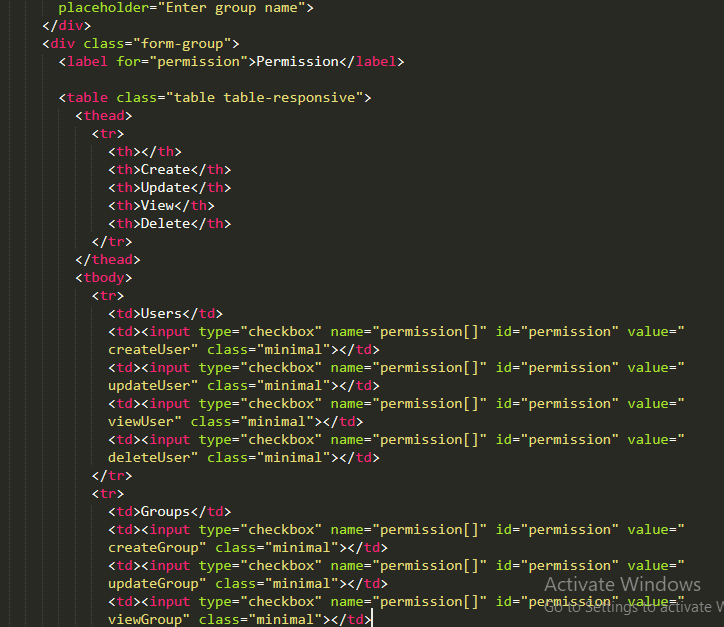 placeholder="Enter group name">
</div>
<div class="form-group">
<label for="permission">Permission</label>
<table class="table table-responsive">
<thead>
<tr>
<th></th>
<th>Create</th>
<th>Update</th>
<th>View</th>
<th>Delete</th>
</tr>
</thead>
<tbody>
<tr>
<td>Users</td>
<td><input type="checkbox" name="permission[]" id="permission" value="
createUser" class="minimal"></td>
<td><input type="checkbox" name="permission[]" id="permission" value="
updateUser" class="minimal"></td>
<td><input type="checkbox" name="permission[]" id="permission" value="
viewUser" class="minimal"></td>
<td><input type="checkbox" name="permission[]" id="permission" value="
deleteUser" class="minimal"></td>
</tr>
<tr>
<td>Groups</td>
<td><input type="checkbox" name="permission[]" id="permission" value="
createGroup" class="minimal"></td>
<td><input type="checkbox" name="permission[]" id="permission" value="
updateGroup" class="minimal"></td>
Activate Windows
<td><input type="checkbox" name="permission[]" id="permission" value="
Go to Settings to activate W
viewGroup" class="minimal"></td>